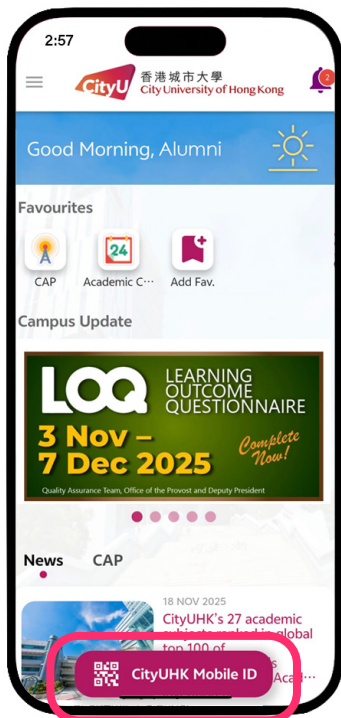 2:57
CityU
香港城市大學
City University of Hong Kong
2
Good Morning, Alumni
Favourites
24
CAP
Academic C···
Add Fav.
Campus Update
LOQ
LEARNING
OUTCOME
QUESTIONNAIRE
3 Nov –
7 Dec 2025
Complete
Now!
Quality Assurance Team, Office of the Provost and Deputy President
News
CAP
18 NOV 2025
CityUHK's 27 academic
subjects ranked in global
top 100 of
Acad···
CityUHK Mobile ID